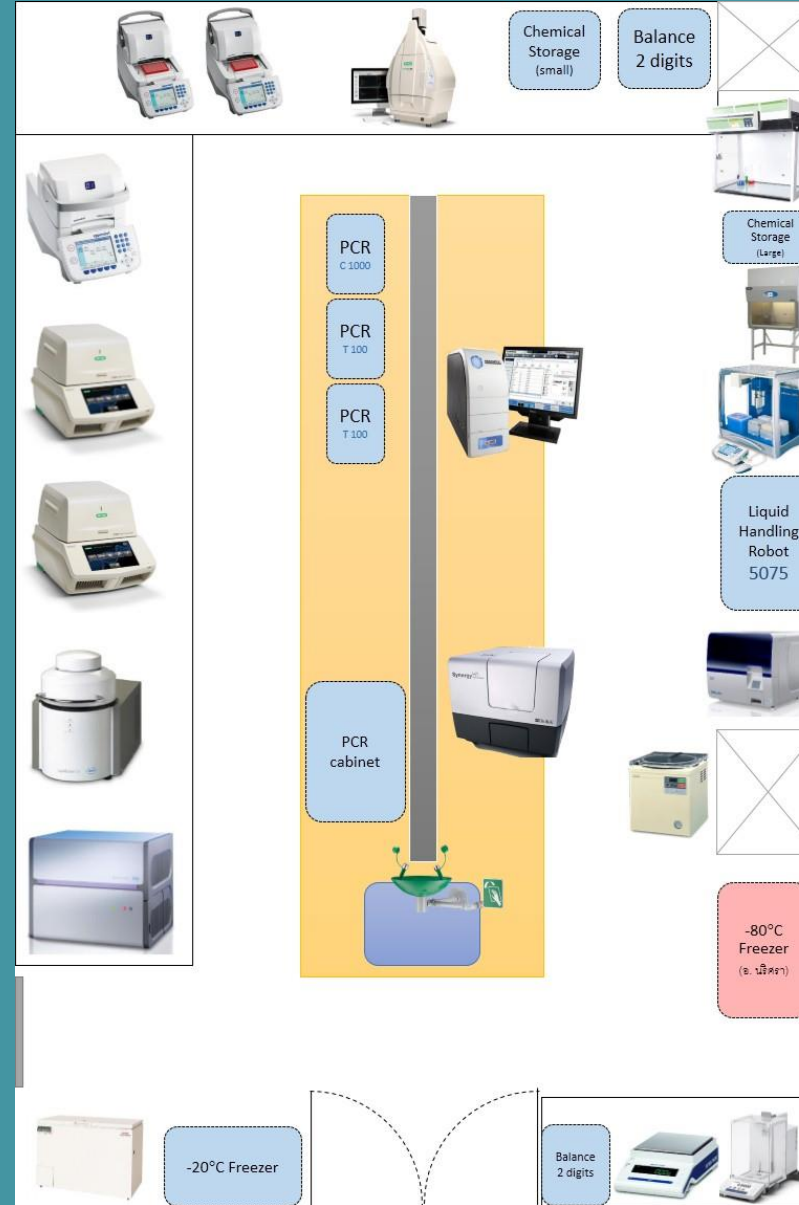 Chemical
Storage
(small)
Balance
2 digits
Chemical
Storage
(Large)
PCR
C 1000
PCR
T 100
PCR
T 100
Liquid
Handling
Robot
5075
Synergy
PCR
cabinet
-80°C
Freezer
(อ. นริศรา)
-20°C Freezer
Balance
2 digits